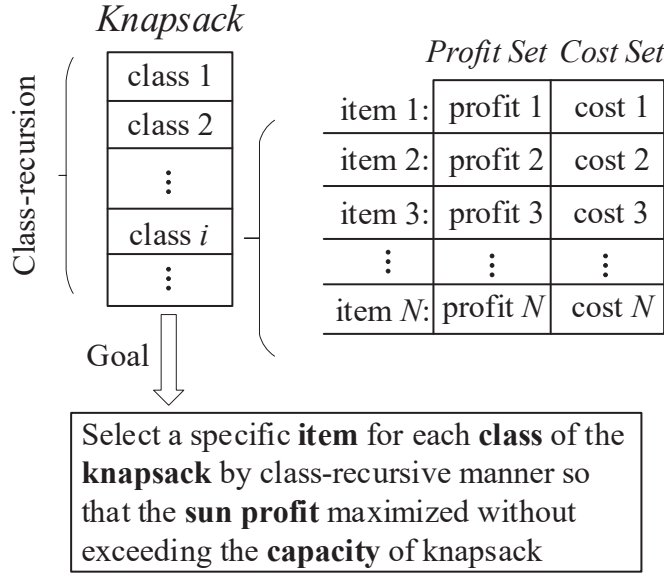 Knapsack
Class-recursion
class 1
class 2
⋮
class i
⋮
Profit Set Cost Set
item 1: profit 1 cost 1
item 2: profit 2 cost 2
item 3: profit 3 cost 3
⋮ ⋮ ⋮
item N: profit N cost N
Goal
Select a specific item for each class of the
knapsack by class-recursive manner so
that the sun profit maximized without
exceeding the capacity of knapsack